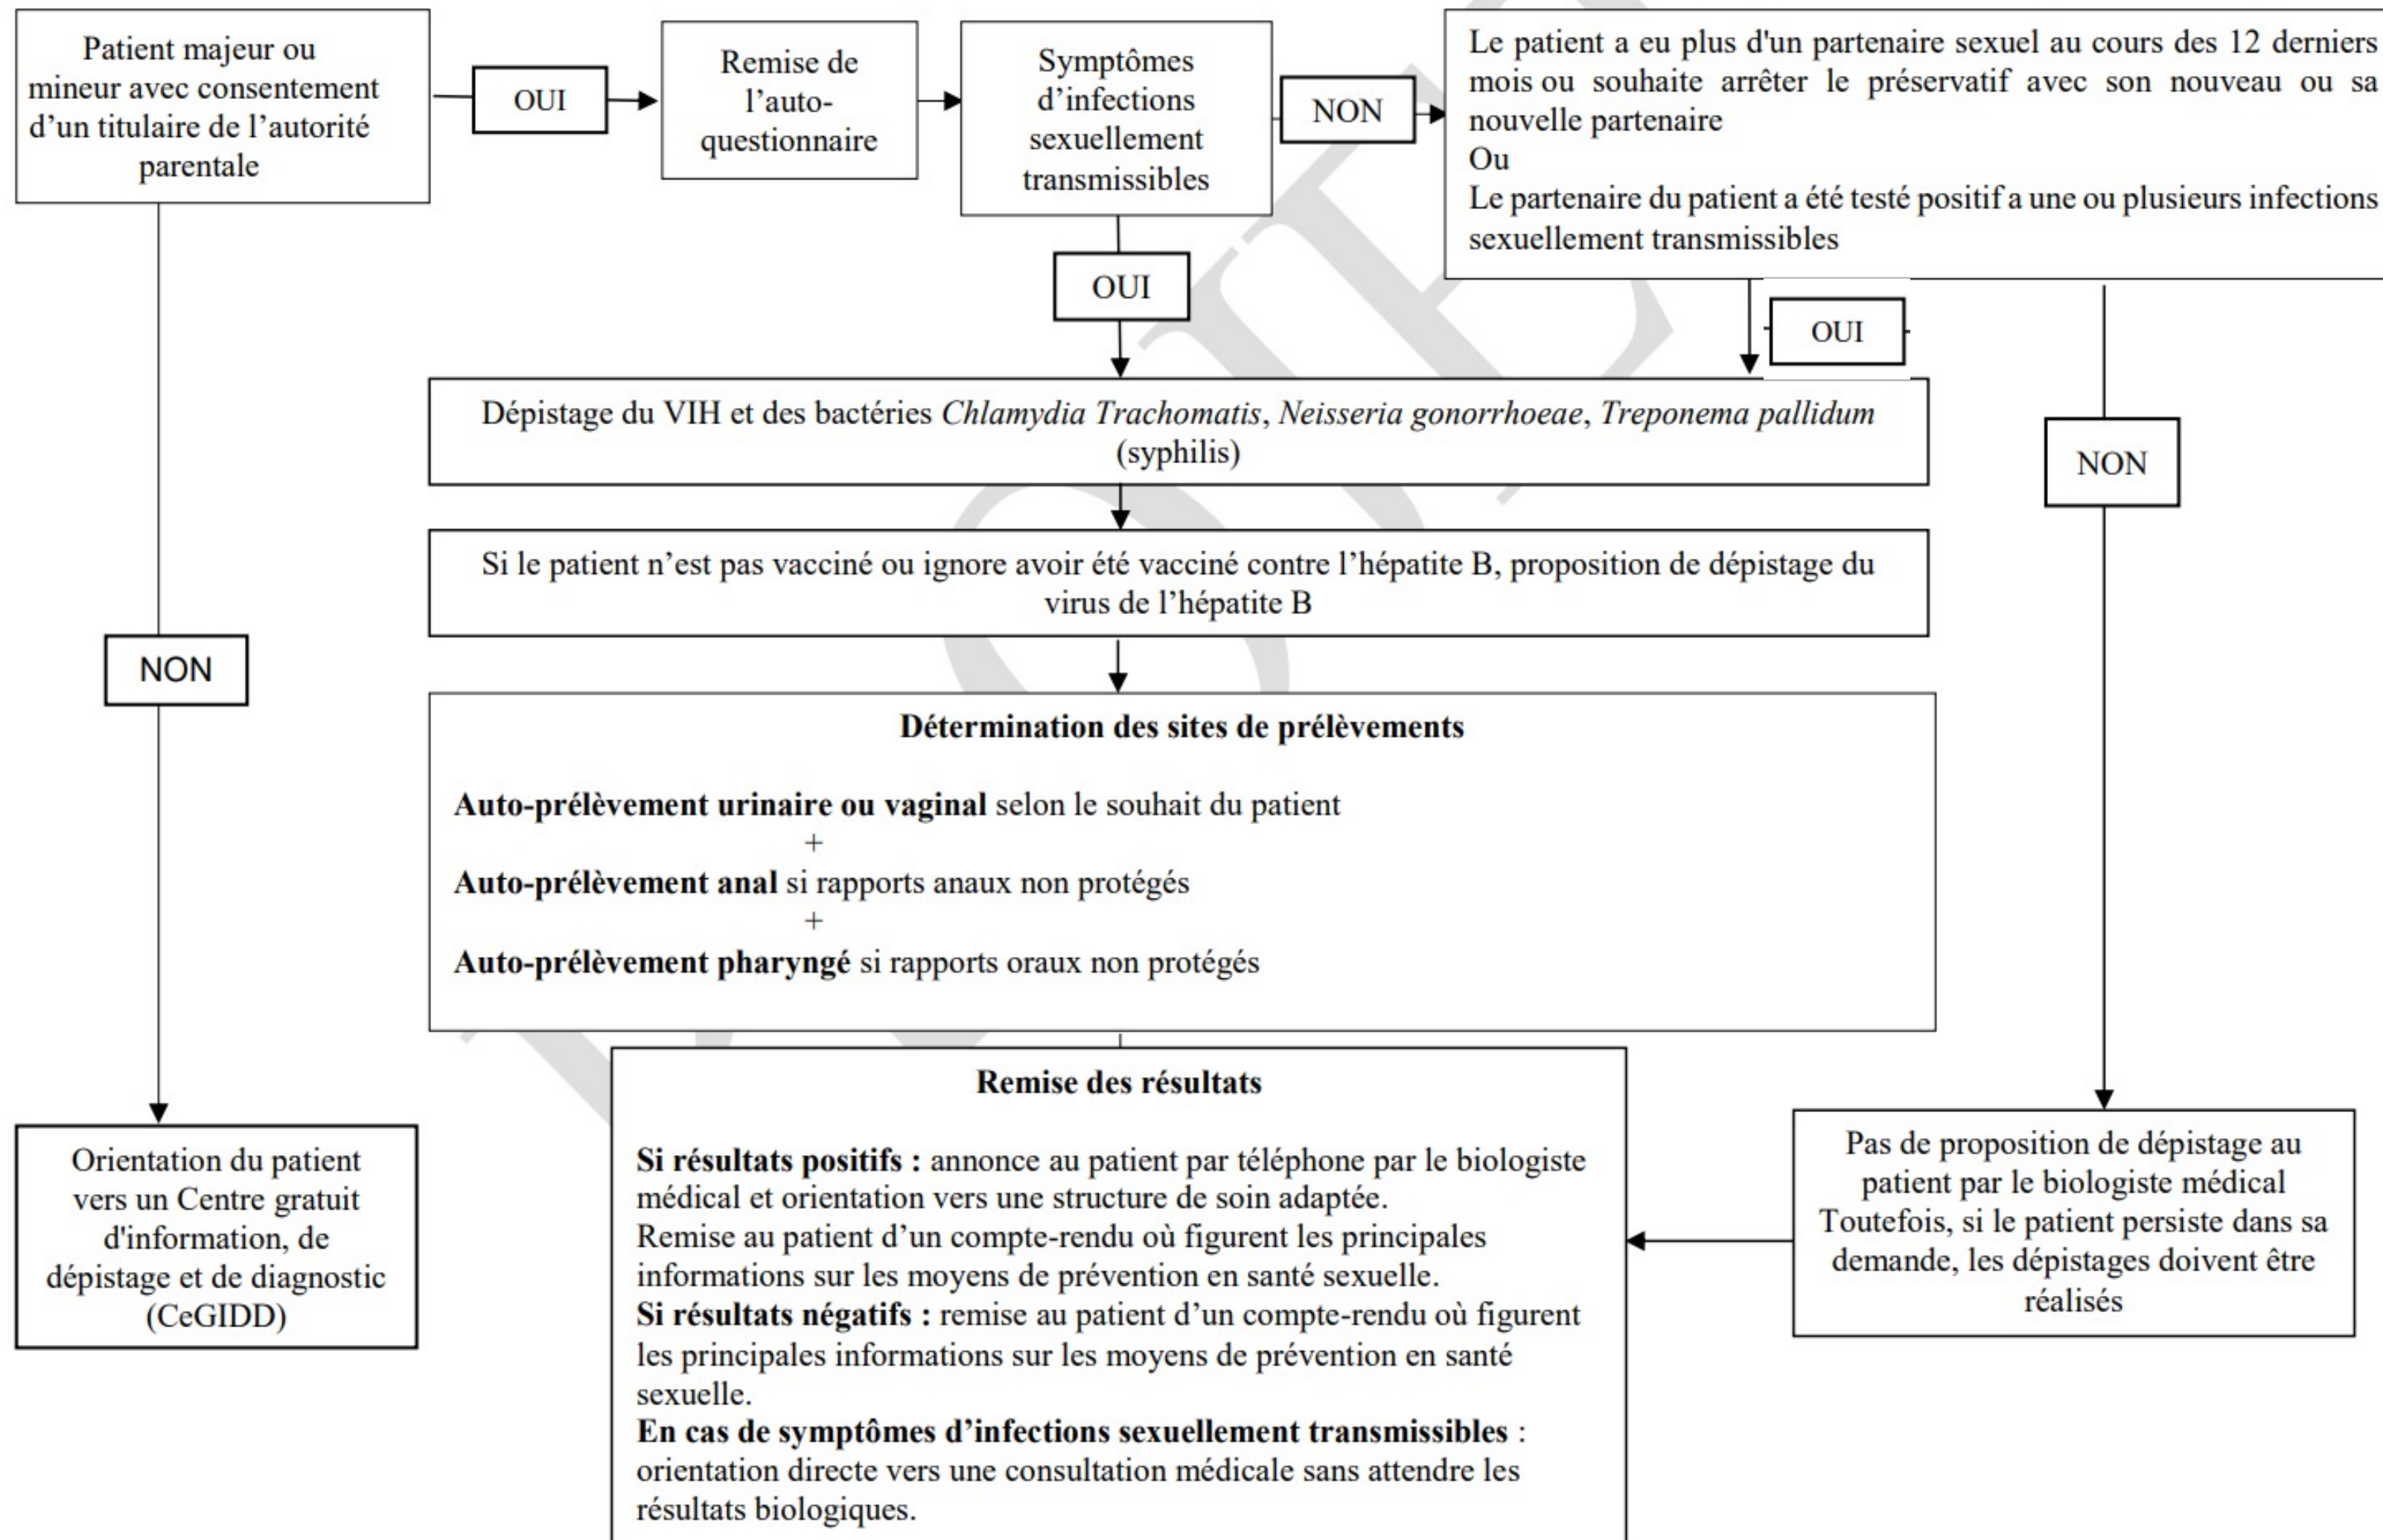 Patient majeur ou
mineur avec consentement
d’un titulaire de l’autorité
parentale
OUI
Remise de
l’auto-
questionnaire
Symptômes
d’infections
sexuellement
transmissibles
NON
Le patient a eu plus d'un partenaire sexuel au cours des 12 derniers
mois ou souhaite arrêter le préservatif avec son nouveau ou sa
nouvelle partenaire
Ou
Le partenaire du patient a été testé positif a une ou plusieurs infections
sexuellement transmissibles
OUI
OUI
Dépistage du VIH et des bactéries Chlamydia Trachomatis, Neisseria gonorrhoeae, Treponema pallidum
(syphilis)
NON
Si le patient n’est pas vacciné ou ignore avoir été vacciné contre l’hépatite B, proposition de dépistage du
virus de l’hépatite B
NON
Détermination des sites de prélèvements
Auto-prélèvement urinaire ou vaginal selon le souhait du patient
+
Auto-prélèvement anal si rapports anaux non protégés
+
Auto-prélèvement pharyngé si rapports oraux non protégés
Orientation du patient
vers un Centre gratuit
d'information, de
dépistage et de diagnostic
(CeGIDD)
Remise des résultats
Si résultats positifs : annonce au patient par téléphone par le biologiste
médical et orientation vers une structure de soin adaptée.
Remise au patient d’un compte-rendu où figurent les principales
informations sur les moyens de prévention en santé sexuelle.
Si résultats négatifs : remise au patient d’un compte-rendu où figurent
les principales informations sur les moyens de prévention en santé
sexuelle.
En cas de symptômes d’infections sexuellement transmissibles :
orientation directe vers une consultation médicale sans attendre les
résultats biologiques.
Pas de proposition de dépistage au
patient par le biologiste médical
Toutefois, si le patient persiste dans sa
demande, les dépistages doivent être
réalisés